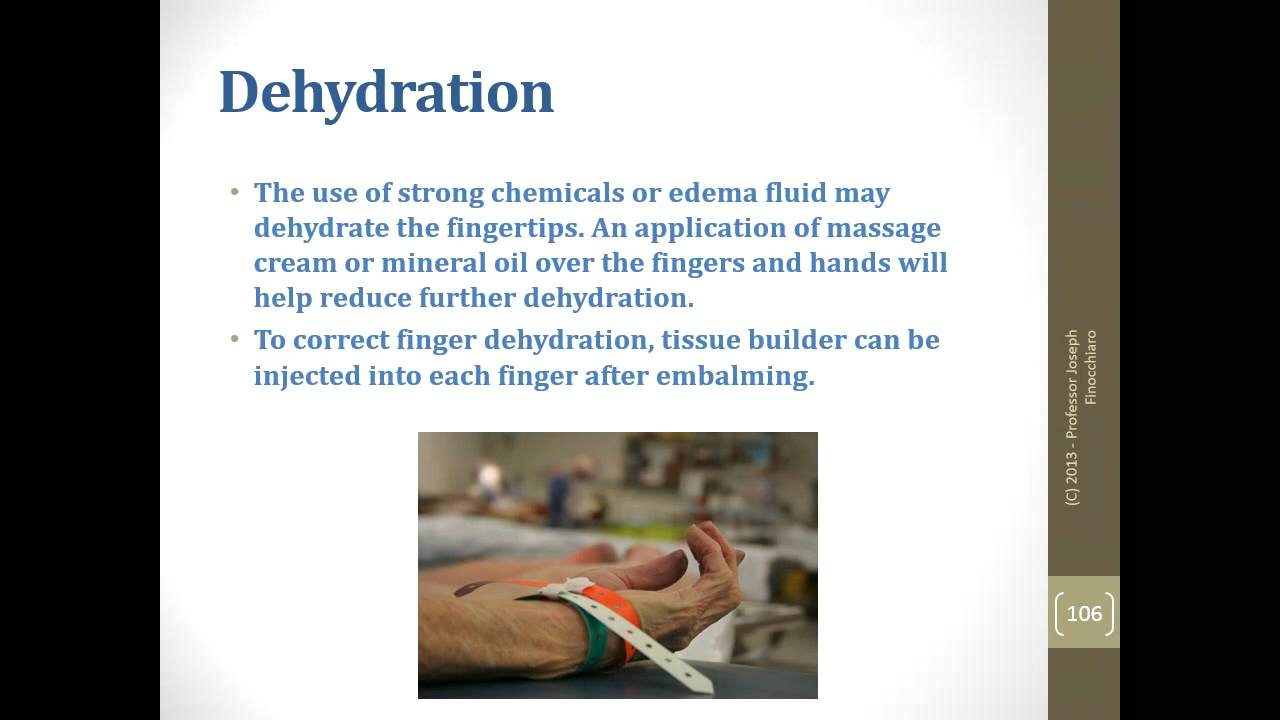 Dehydration
• The use of strong chemicals or edema fluid may
dehydrate the fingertips. An application of massage
cream or mineral oil over the fingers and hands will
help reduce further dehydration.
• To correct finger dehydration, tissue builder can be
injected into each finger after embalming.
(C) 2013 - Professor Joseph
Finocchiaro
106